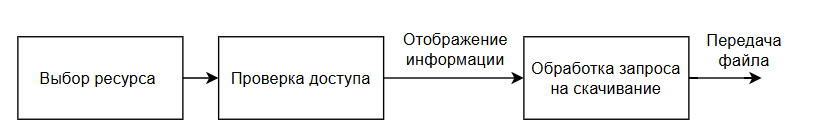 Выбор ресурса
Проверка доступа
Отображение
информации
Обработка запроса
на скачивание
Передача
файла